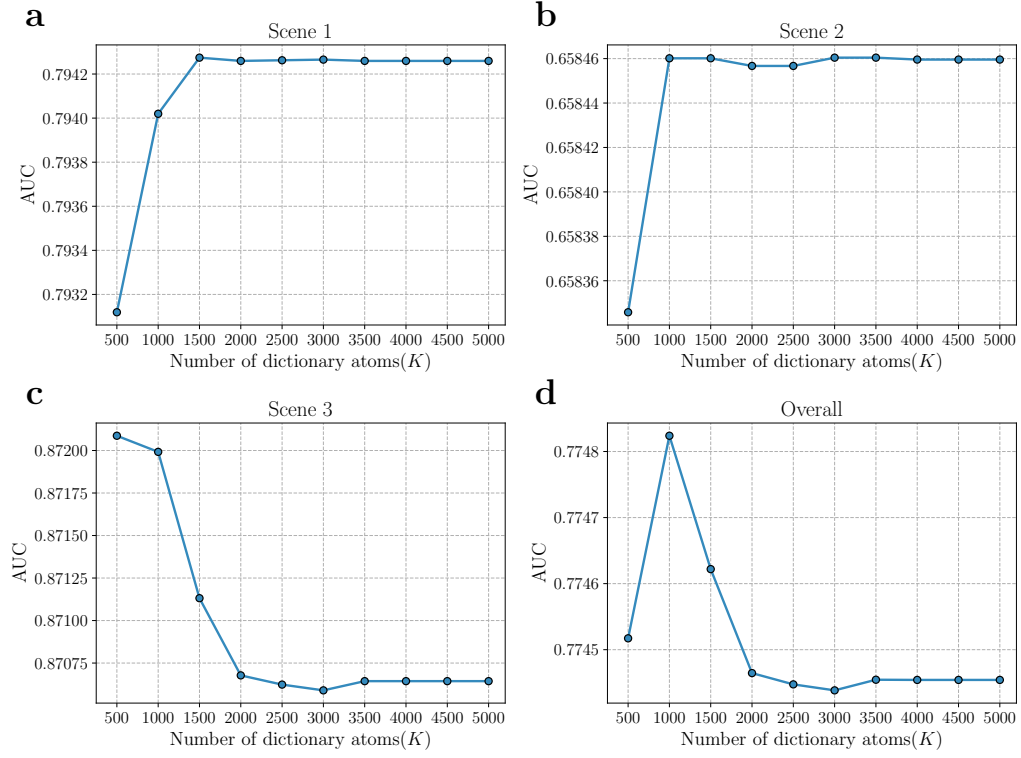 a
Scene 1
AUC
0.7942
0.7940
0.7938
0.7936
0.7934
0.7932
500 1000 1500 2000 2500 3000 3500 4000 4500 5000
Number of dictionary atoms(K)
b
Scene 2
AUC
0.65846
0.65844
0.65842
0.65840
0.65838
0.65836
500 1000 1500 2000 2500 3000 3500 4000 4500 5000
Number of dictionary atoms(K)
c
Scene 3
AUC
0.87200
0.87175
0.87150
0.87125
0.87100
0.87075
500 1000 1500 2000 2500 3000 3500 4000 4500 5000
Number of dictionary atoms(K)
d
Overall
AUC
0.7748
0.7747
0.7746
0.7745
500 1000 1500 2000 2500 3000 3500 4000 4500 5000
Number of dictionary atoms(K)